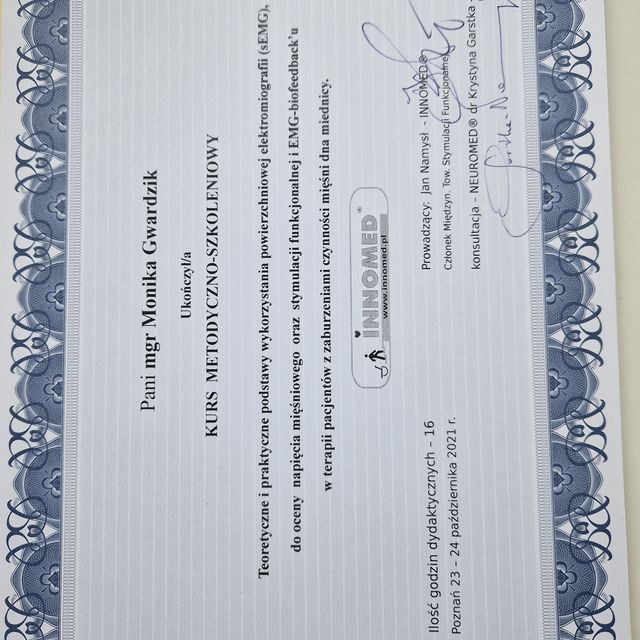 Pani mgr Monika Gwardzik
Ukończył/a
KURS METODYCZNO-SZKOLENIOWY
Teoretyczne i praktyczne podstawy wykorzystania powierzchniowej elektromiografii (sEMG),
do oceny napięcia mięśniowego oraz stymulacji funkcjonalnej i EMG-biofeedback'u
w terapii pacjentów z zaburzeniami czynności mięśni dna miednicy.
INNOMED®
www.innomed.pl
Ilość godzin dydaktycznych – 16
Poznań 23 – 24 października 2021 r.
Prowadzący: Jan Namysł - INNOMED®
Członek Międzyn. Tow. Stymulacji Funkcjonalnej
konsultacja – NEUROMED® dr Krystyna Garstka -